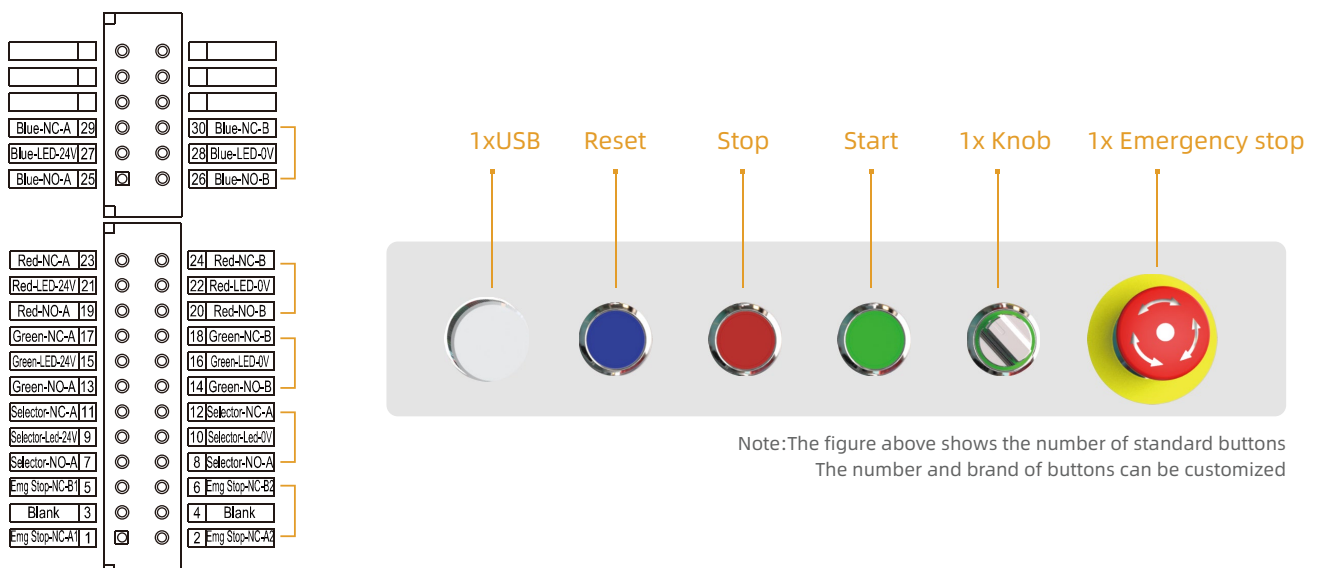 Blue-NC-A 29 30 Blue-NC-B
Blue-LED-24V 27 28 Blue-LED-0V
Blue-NO-A 25 26 Blue-NO-B
Red-NC-A 23 24 Red-NC-B
Red-LED-24V 21 22 Red-LED-0V
Red-NO-A 19 20 Red-NO-B
Green-NC-A 17 18 Green-NC-B
Green-LED-24V 15 16 Green-LED-0V
Green-NO-A 13 14 Green-NO-B
Selector-NC-A 11 12 Selector-NC-A
Selector-Led-24V 9 10 Selector-Led-0V
Selector-NO-A 7 8 Selector-NO-A
Emg Stop-NC-B1 5 6 Emg Stop-NC-B2
Blank 3 4 Blank
Emg Stop-NC-A1 1 2 Emg Stop-NC-A2
1xUSB Reset Stop Start 1x Knob 1x Emergency stop
Note:The figure above shows the number of standard buttons
The number and brand of buttons can be customized